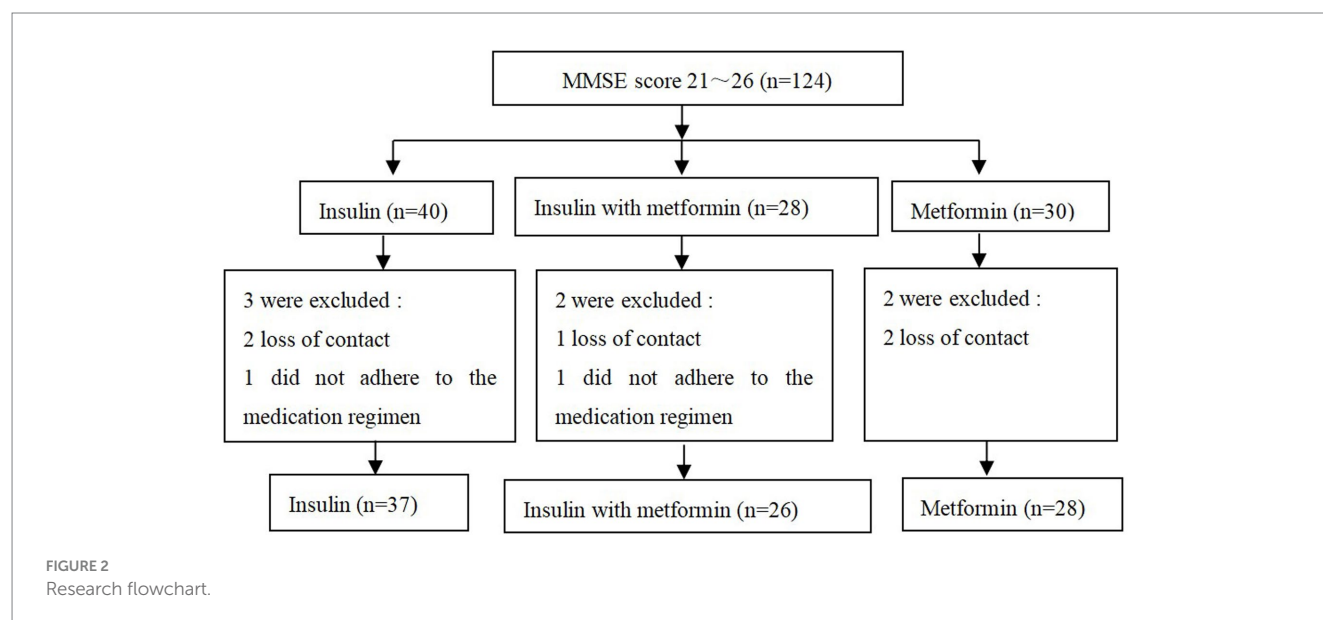 MMSE score 21～26 (n=124)
Insulin (n=40)
Insulin with metformin (n=28)
Metformin (n=30)
3 were excluded :
2 loss of contact
1 did not adhere to the
medication regimen
2 were excluded :
1 loss of contact
1 did not adhere to the
medication regimen
2 were excluded :
2 loss of contact
Insulin (n=37)
Insulin with metformin (n=26)
Metformin (n=28)
FIGURE 2
Research flowchart.